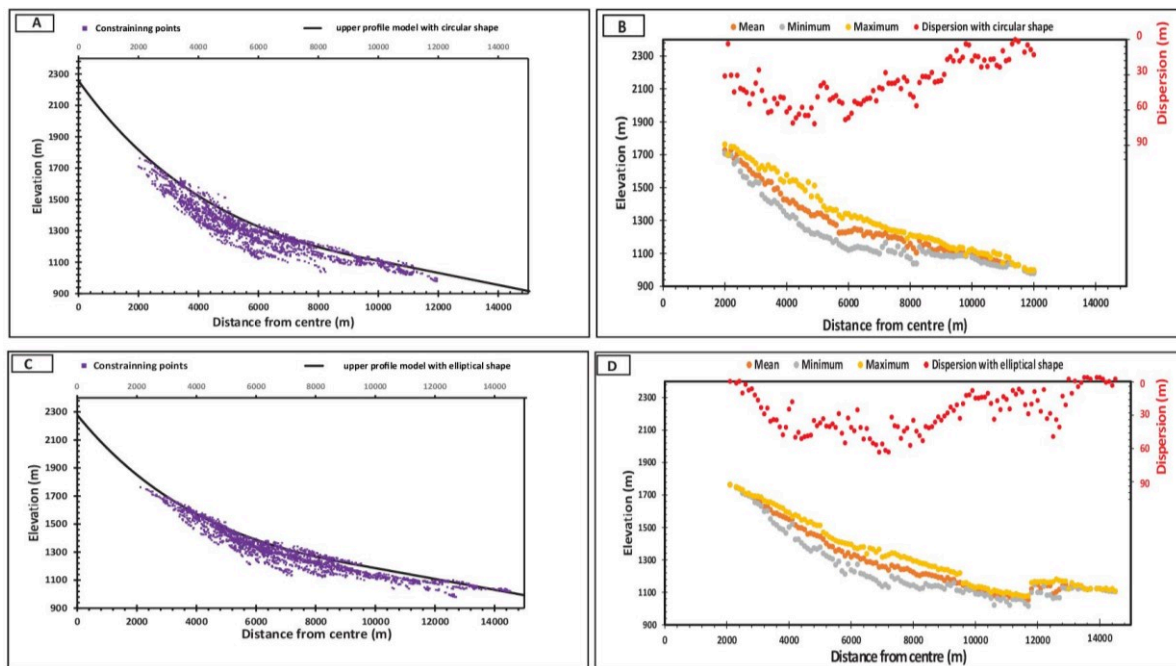 A
Constrainning points
upper profile model with circular shape
0 2000 4000 6000 8000 10000 12000 14000
2300
2100
1900
1700
1500
1300
1100
900
Elevation (m)
0 2000 4000 6000 8000 10000 12000 14000
Distance from centre (m)
B
Mean Minimum Maximum Dispersion with circular shape
2300
2100
1900
1700
1500
1300
1100
900
Elevation (m)
0
30
60
90
Dispersion (m)
0 2000 4000 6000 8000 10000 12000 14000
Distance from centre (m)
C
Constrainning points
upper profile model with elliptical shape
0 2000 4000 6000 8000 10000 12000 14000
2300
2100
1900
1700
1500
1300
1100
900
Elevation (m)
0 2000 4000 6000 8000 10000 12000 14000
Distance from centre (m)
D
Mean Minimum Maximum Dispersion with elliptical shape
2300
2100
1900
1700
1500
1300
1100
900
Elevation (m)
0
30
60
90
Dispersion (m)
0 2000 4000 6000 8000 10000 12000 14000
Distance from centre (m)